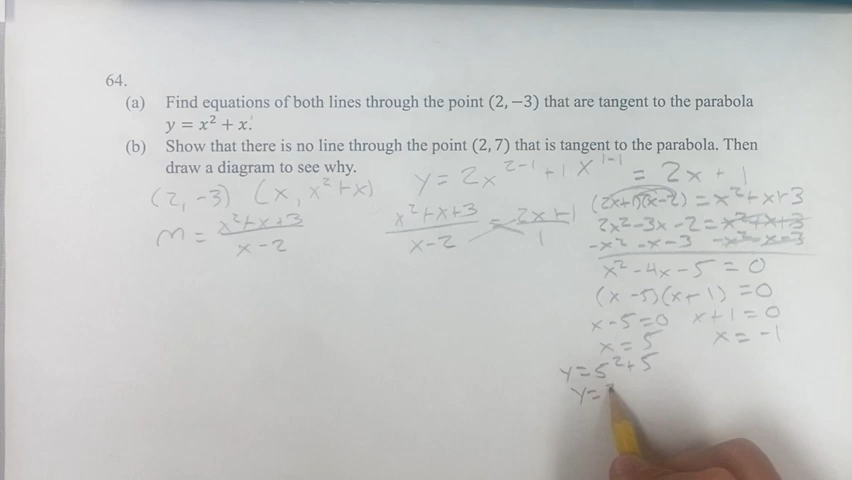 64.
(a) Find equations of both lines through the point (2, −3) that are tangent to the parabola
y = x² + x.
(b) Show that there is no line through the point (2, 7) that is tangent to the parabola. Then
draw a diagram to see why.
(2, -3) (x, x²+x)
m = x²+x+3 / x-2
y = 2x²⁻¹ + 1x¹⁻¹ = 2x + 1
x²+x+3 / x-2 = 2x+1 / 1
(2x+1)(x-2) = x²+x+3
2x²-3x-2 = x²+x+3
-x²-x-3 -x²-x-3
x²-4x-5 = 0
(x-5)(x+1) = 0
x-5=0 x+1=0
x=5 x=-1
y=5²+5
y=